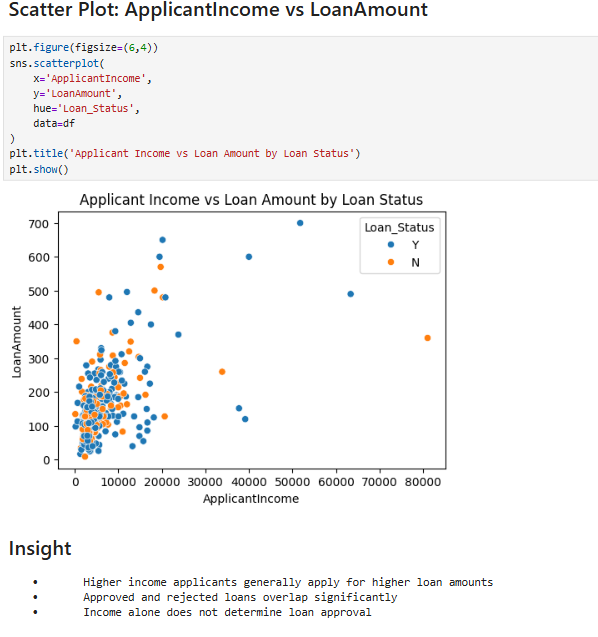 Scatter Plot: ApplicantIncome vs LoanAmount
plt.figure(figsize=(6,4))
sns.scatterplot(
    x='ApplicantIncome',
    y='LoanAmount',
    hue='Loan_Status',
    data=df
)
plt.title('Applicant Income vs Loan Amount by Loan Status')
plt.show()
Applicant Income vs Loan Amount by Loan Status
Loan_Status
Y
N
700
600
500
400
300
200
100
0
LoanAmount
0 10000 20000 30000 40000 50000 60000 70000 80000
ApplicantIncome
Insight
• Higher income applicants generally apply for higher loan amounts
• Approved and rejected loans overlap significantly
• Income alone does not determine loan approval